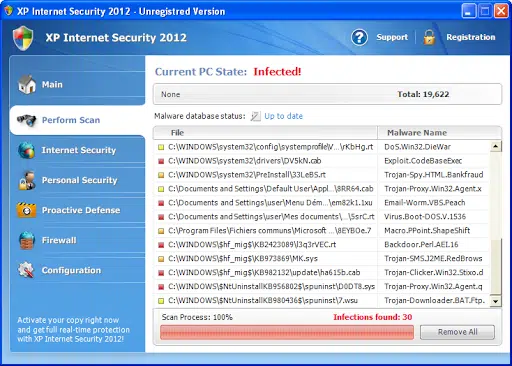 XP Internet Security 2012 - Unregistred Version
XP Internet Security 2012
Support
Registration
Main
Perform Scan
Internet Security
Personal Security
Proactive Defense
Firewall
Configuration
Activate your copy right now
and get full real-time protection
with XP Internet Security 2012!
Current PC State: Infected!
None Total: 19,622
Malware database status: Up to date
File Malware Name
C:\WINDOWS\system32\config\systemprofile\V...\rKbHg.rt DoS.Win32.DieWar
C:\WINDOWS\system32\drivers\DV5kN.cab Exploit.CodeBaseExec
C:\WINDOWS\system32\PreInstall\33LeBS.rt Trojan-Spy.HTML.Bankfraud
C:\Documents and Settings\Default User\Appl...\8RR64.cab Trojan-Proxy.Win32.Agent.x
C:\Documents and Settings\user\Menu Dém...em82k1.1xu Email-Worm.VBS.Peach
C:\Documents and Settings\user\Mes documents\...\5srC.rt Virus.Boot-DOS.V.1536
C:\Program Files\Fichiers communs\Microsoft ...\8EYBOe.7 Macro.PPoint.ShapeShift
C:\WINDOWS\$hf_mig$\KB2423089\l3q3rVEC.rt Backdoor.Perl.AEI.16
C:\WINDOWS\$hf_mig$\KB973869\MK.sys Trojan-SMS.J2ME.RedBrows
C:\WINDOWS\$hf_mig$\KB982132\update\ha615b.cab Trojan-Clicker.Win32.Stixo.d
C:\WINDOWS\$NtUninstallKB956802$\spuninst\D0DT8.sys Trojan-Proxy.Win32.Agent.q
C:\WINDOWS\$NtUninstallKB980436$\spuninst\7.wsu Trojan-Downloader.BAT.Ftp.
Scan Process: 100% Infections found: 30
Remove All